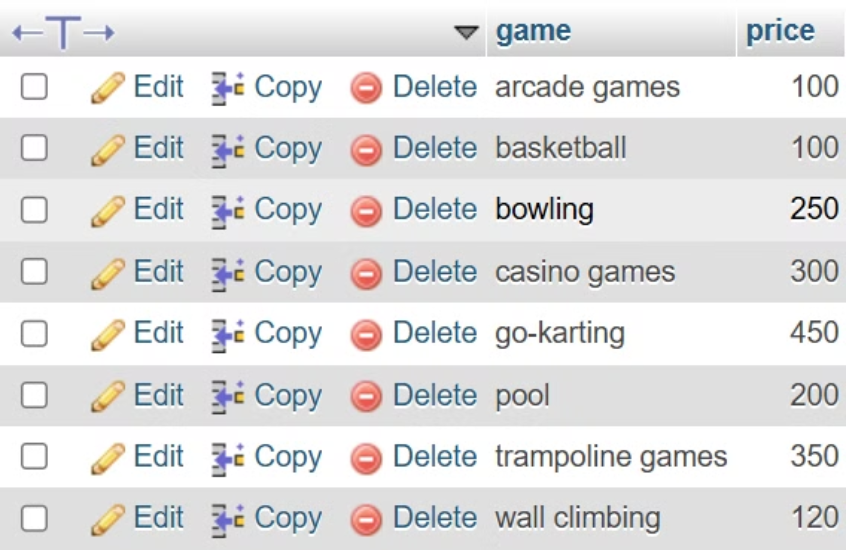 game price
Edit Copy Delete arcade games 100
Edit Copy Delete basketball 100
Edit Copy Delete bowling 250
Edit Copy Delete casino games 300
Edit Copy Delete go-karting 450
Edit Copy Delete pool 200
Edit Copy Delete trampoline games 350
Edit Copy Delete wall climbing 120